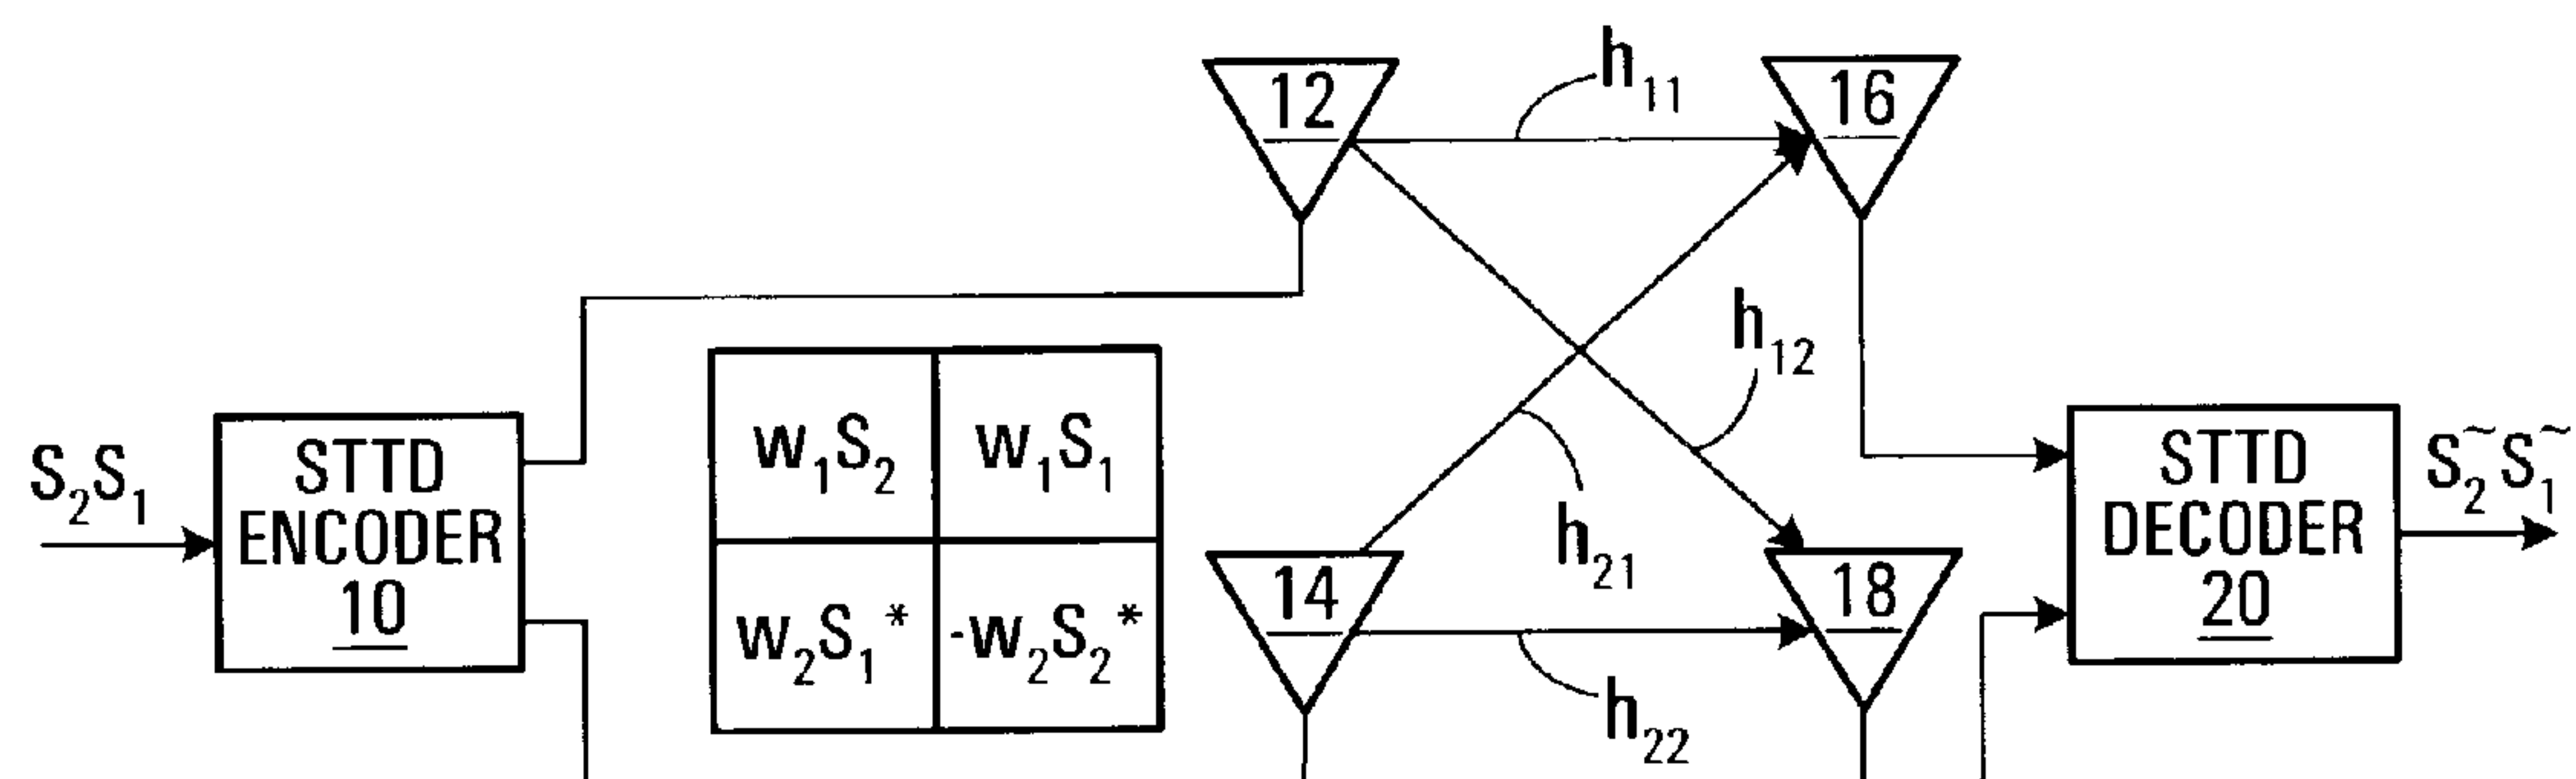 S₂S₁
STTD
ENCODER
10
w₁S₂ w₁S₁
w₂S₁* -w₂S₂*
12
14
h₁₁
h₁₂
h₂₁
h₂₂
16
18
STTD
DECODER
20
S₂~S₁~